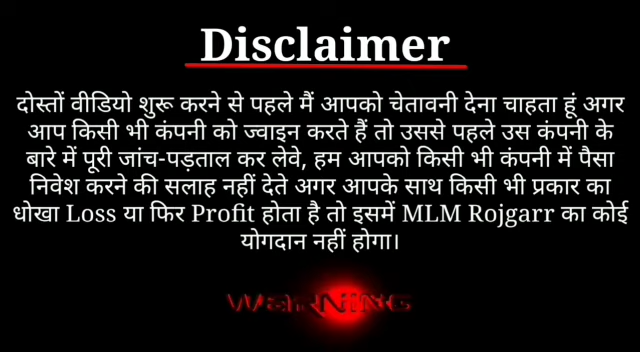 Disclaimer
दोस्तों वीडियो शुरू करने से पहले मैं आपको चेतावनी देना चाहता हूं अगर
आप किसी भी कंपनी को ज्वाइन करते हैं तो उससे पहले उस कंपनी के
बारे में पूरी जांच-पड़ताल कर लेवे, हम आपको किसी भी कंपनी में पैसा
निवेश करने की सलाह नहीं देते अगर आपके साथ किसी भी प्रकार का
धोखा Loss या फिर Profit होता है तो इसमें MLM Rojgarr का कोई
योगदान नहीं होगा।
WARNING